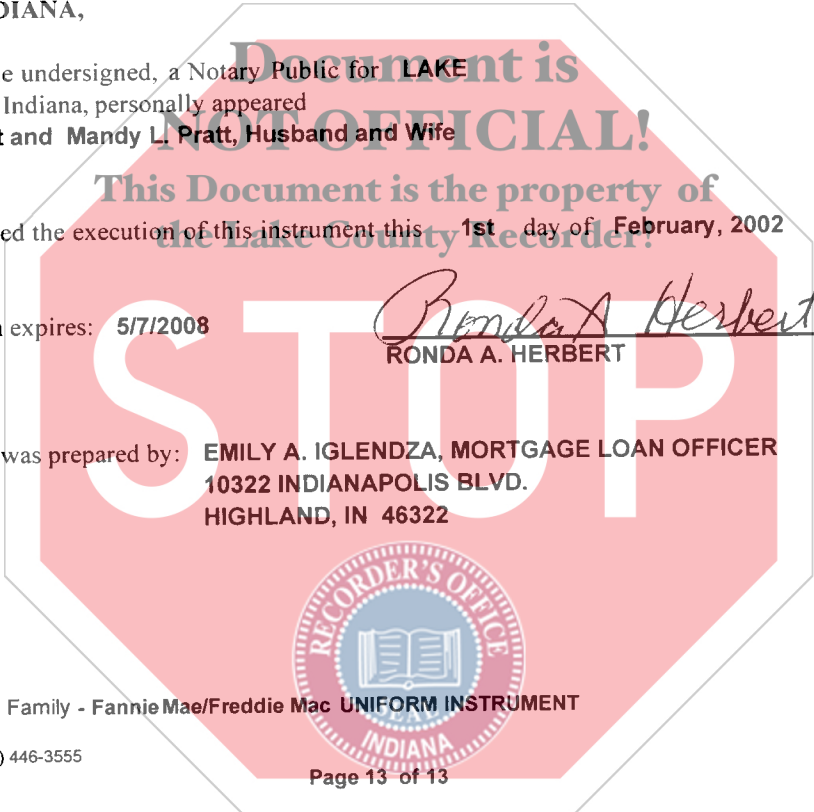 DIANA,
Document is
e undersigned, a Notary Public for LAKE
Indiana, personally appeared
NOT OFFICIAL!
t and Mandy L. Pratt, Husband and Wife
This Document is the property of
the Lake County Recorder!
ed the execution of this instrument this 1st day of February, 2002
Ronda A Herbert
expires: 5/7/2008
RONDA A. HERBERT
STOP
was prepared by: EMILY A. IGLENDZA, MORTGAGE LOAN OFFICER
10322 INDIANAPOLIS BLVD.
HIGHLAND, IN 46322
RECORDER'S OFFICE
SEAL
INDIANA
Family - Fannie Mae/Freddie Mac UNIFORM INSTRUMENT
) 446-3555
Page 13 of 13